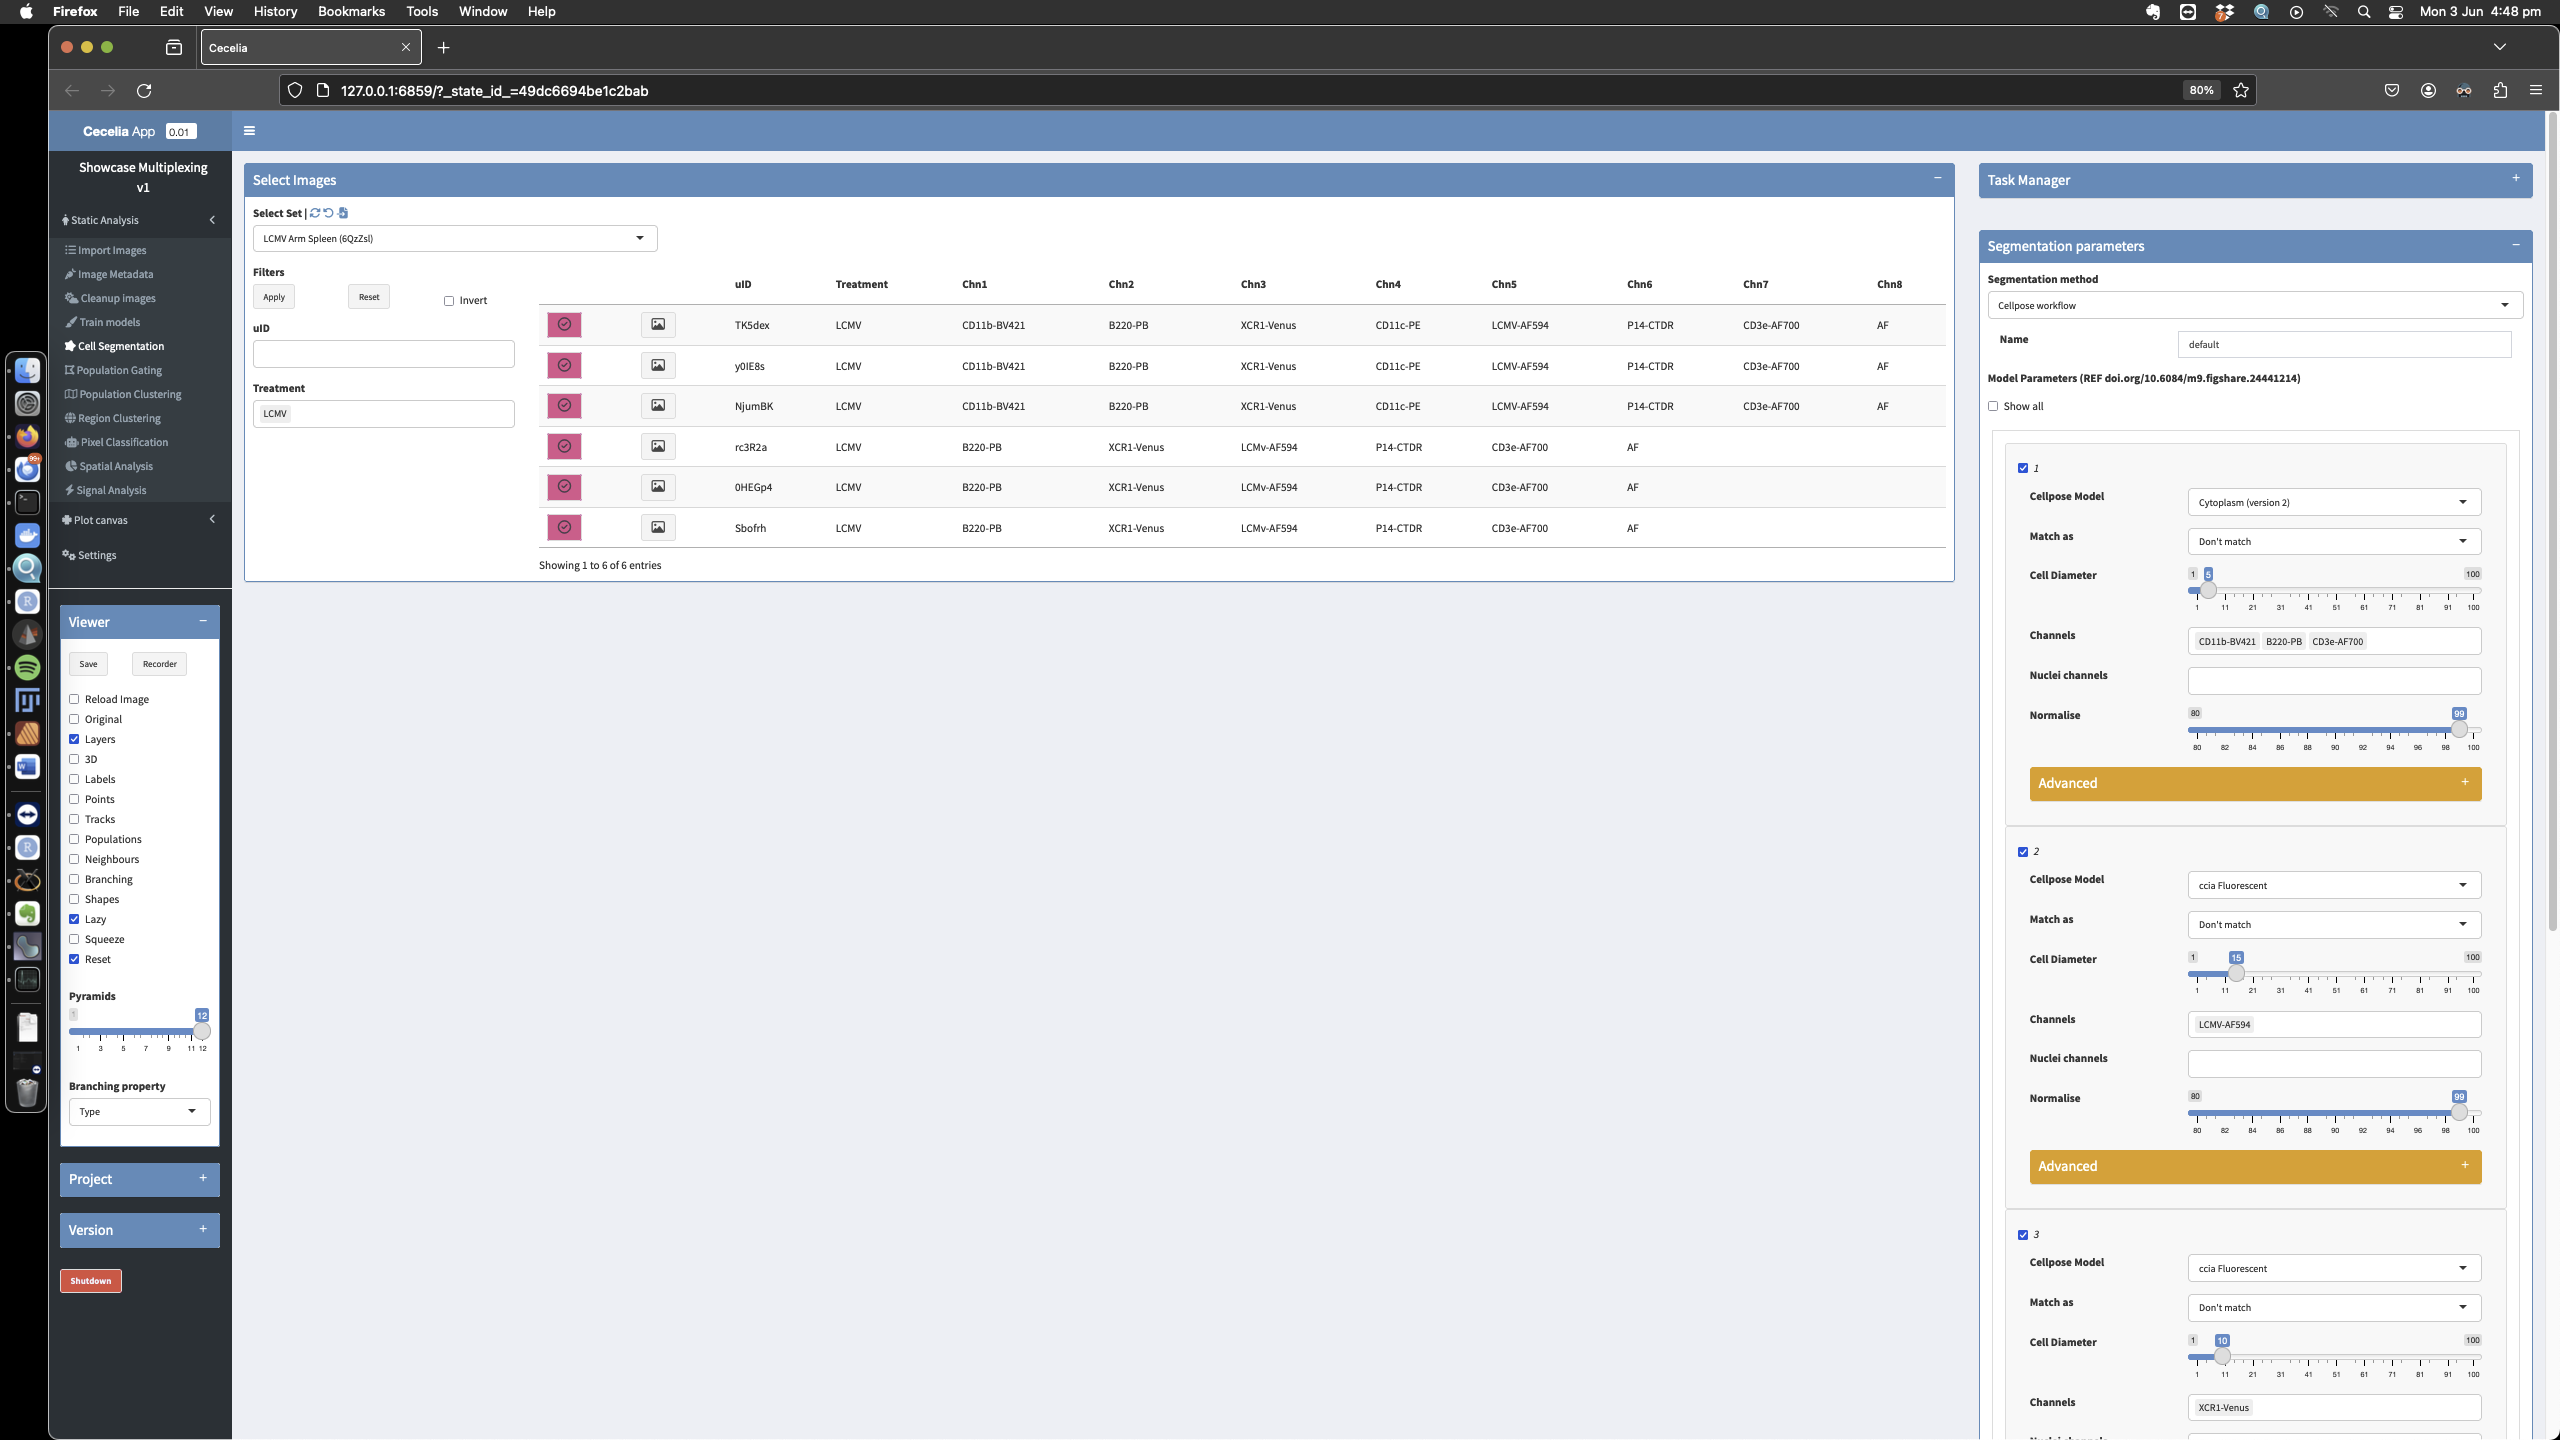 Firefox File Edit View History Bookmarks Tools Window Help
Mon 3 Jun 4:48 pm
Cecelia
127.0.0.1:6859/?_state_id_=49dc6694be1c2bab
80%
Cecelia App 0.01
Showcase Multiplexing
v1
Static Analysis
Import Images
Image Metadata
Cleanup images
Train models
Cell Segmentation
Population Gating
Population Clustering
Region Clustering
Pixel Classification
Spatial Analysis
Signal Analysis
Plot canvas
Settings
Viewer
Save Recorder
Reload Image
Original
Layers
3D
Labels
Points
Tracks
Populations
Neighbours
Branching
Shapes
Lazy
Squeeze
Reset
Pyramids
1 12
1 3 5 7 9 11 12
Branching property
Type
Project
Version
Shutdown
Select Images
Select Set |
LCMV Arm Spleen (6QzZsl)
Filters
Apply Reset Invert
uID
Treatment
LCMV
uID Treatment Chn1 Chn2 Chn3 Chn4 Chn5 Chn6 Chn7 Chn8
TK5dex LCMV CD11b-BV421 B220-PB XCR1-Venus CD11c-PE LCMV-AF594 P14-CTDR CD3e-AF700 AF
y0IE8s LCMV CD11b-BV421 B220-PB XCR1-Venus CD11c-PE LCMV-AF594 P14-CTDR CD3e-AF700 AF
NjumBK LCMV CD11b-BV421 B220-PB XCR1-Venus CD11c-PE LCMV-AF594 P14-CTDR CD3e-AF700 AF
rc3R2a LCMV B220-PB XCR1-Venus LCMv-AF594 P14-CTDR CD3e-AF700 AF
0HEGp4 LCMV B220-PB XCR1-Venus LCMv-AF594 P14-CTDR CD3e-AF700 AF
Sbofrh LCMV B220-PB XCR1-Venus LCMv-AF594 P14-CTDR CD3e-AF700 AF
Showing 1 to 6 of 6 entries
Task Manager
Segmentation parameters
Segmentation method
Cellpose workflow
Name default
Model Parameters (REF doi.org/10.6084/m9.figshare.24441214)
Show all
1
Cellpose Model Cytoplasm (version 2)
Match as Don't match
Cell Diameter 1 5 100
1 11 21 31 41 51 61 71 81 91 100
Channels CD11b-BV421 B220-PB CD3e-AF700
Nuclei channels
Normalise 80 99
80 82 84 86 88 90 92 94 96 98 100
Advanced
2
Cellpose Model ccia Fluorescent
Match as Don't match
Cell Diameter 1 15 100
1 11 21 31 41 51 61 71 81 91 100
Channels LCMV-AF594
Nuclei channels
Normalise 80 99
80 82 84 86 88 90 92 94 96 98 100
Advanced
3
Cellpose Model ccia Fluorescent
Match as Don't match
Cell Diameter 1 10 100
1 11 21 31 41 51 61 71 81 91 100
Channels XCR1-Venus